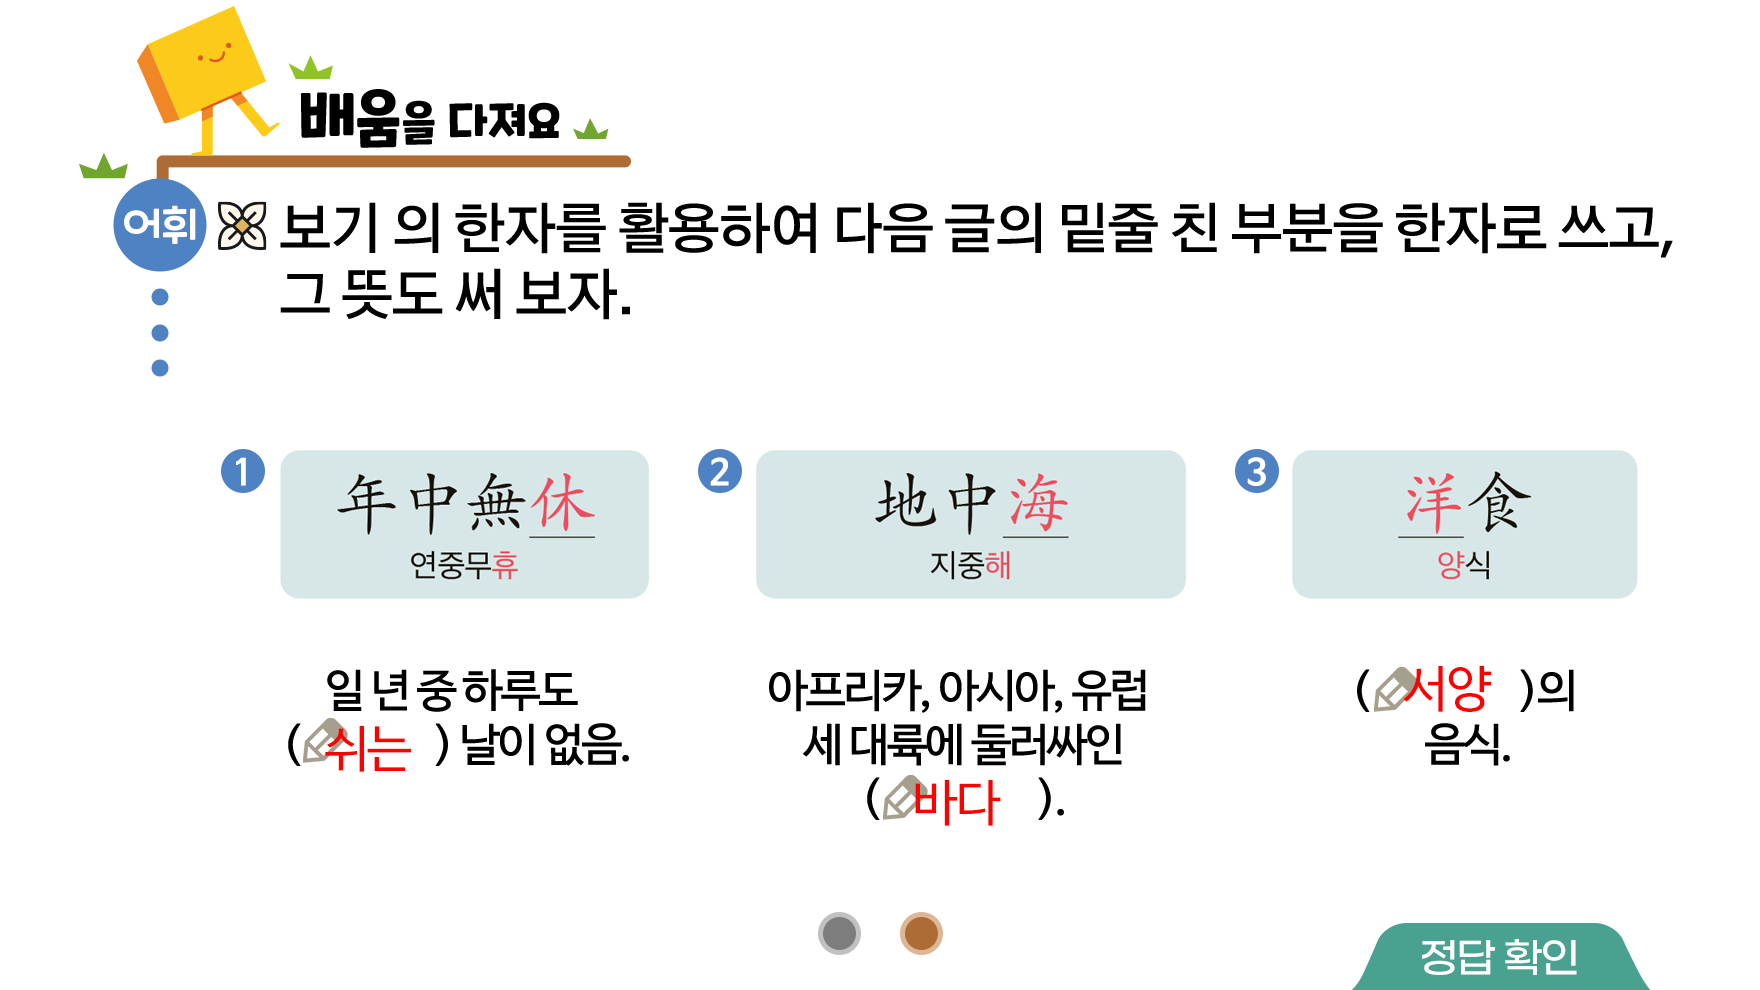 배움을 다져요
어휘
보기 의 한자를 활용하여 다음 글의 밑줄 친 부분을 한자로 쓰고,
그 뜻도 써 보자.
1
年中無休
연중무휴
일 년 중 하루도
( 쉬는 ) 날이 없음.
2
地中海
지중해
아프리카, 아시아, 유럽
세 대륙에 둘러싸인
( 바다 ).
3
洋食
양식
( 서양 )의
음식.
정답 확인